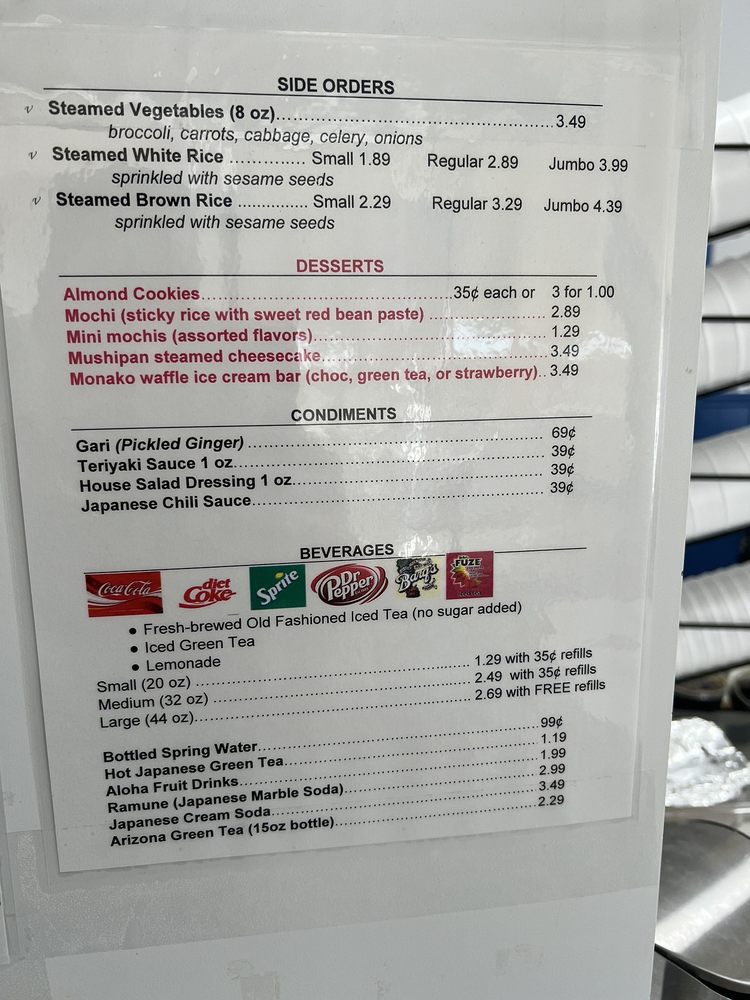 SIDE ORDERS
v Steamed Vegetables (8 oz)........3.49
broccoli, carrots, cabbage, celery, onions
v Steamed White Rice .............. Small 1.89 Regular 2.89 Jumbo 3.99
sprinkled with sesame seeds
v Steamed Brown Rice .............. Small 2.29 Regular 3.29 Jumbo 4.39
sprinkled with sesame seeds
DESSERTS
Almond Cookies........35¢ each or 3 for 1.00
Mochi (sticky rice with sweet red bean paste) ........ 2.89
Mini mochis (assorted flavors)........ 1.29
Mushipan steamed cheesecake........ 3.49
Monako waffle ice cream bar (choc, green tea, or strawberry).. 3.49
CONDIMENTS
Gari (Pickled Ginger) ........ 69¢
Teriyaki Sauce 1 oz........ 39¢
House Salad Dressing 1 oz........ 39¢
Japanese Chili Sauce........ 39¢
BEVERAGES
Coca-Cola diet Coke Sprite Dr Pepper Barq's FUZE
• Fresh-brewed Old Fashioned Iced Tea (no sugar added)
• Iced Green Tea
• Lemonade
Small (20 oz) ........ 1.29 with 35¢ refills
Medium (32 oz) ........ 2.49 with 35¢ refills
Large (44 oz)........ 2.69 with FREE refills
Bottled Spring Water........ 99¢
Hot Japanese Green Tea........ 1.19
Aloha Fruit Drinks........ 1.99
Ramune (Japanese Marble Soda)........ 2.99
Japanese Cream Soda........ 3.49
Arizona Green Tea (15oz bottle)........ 2.29